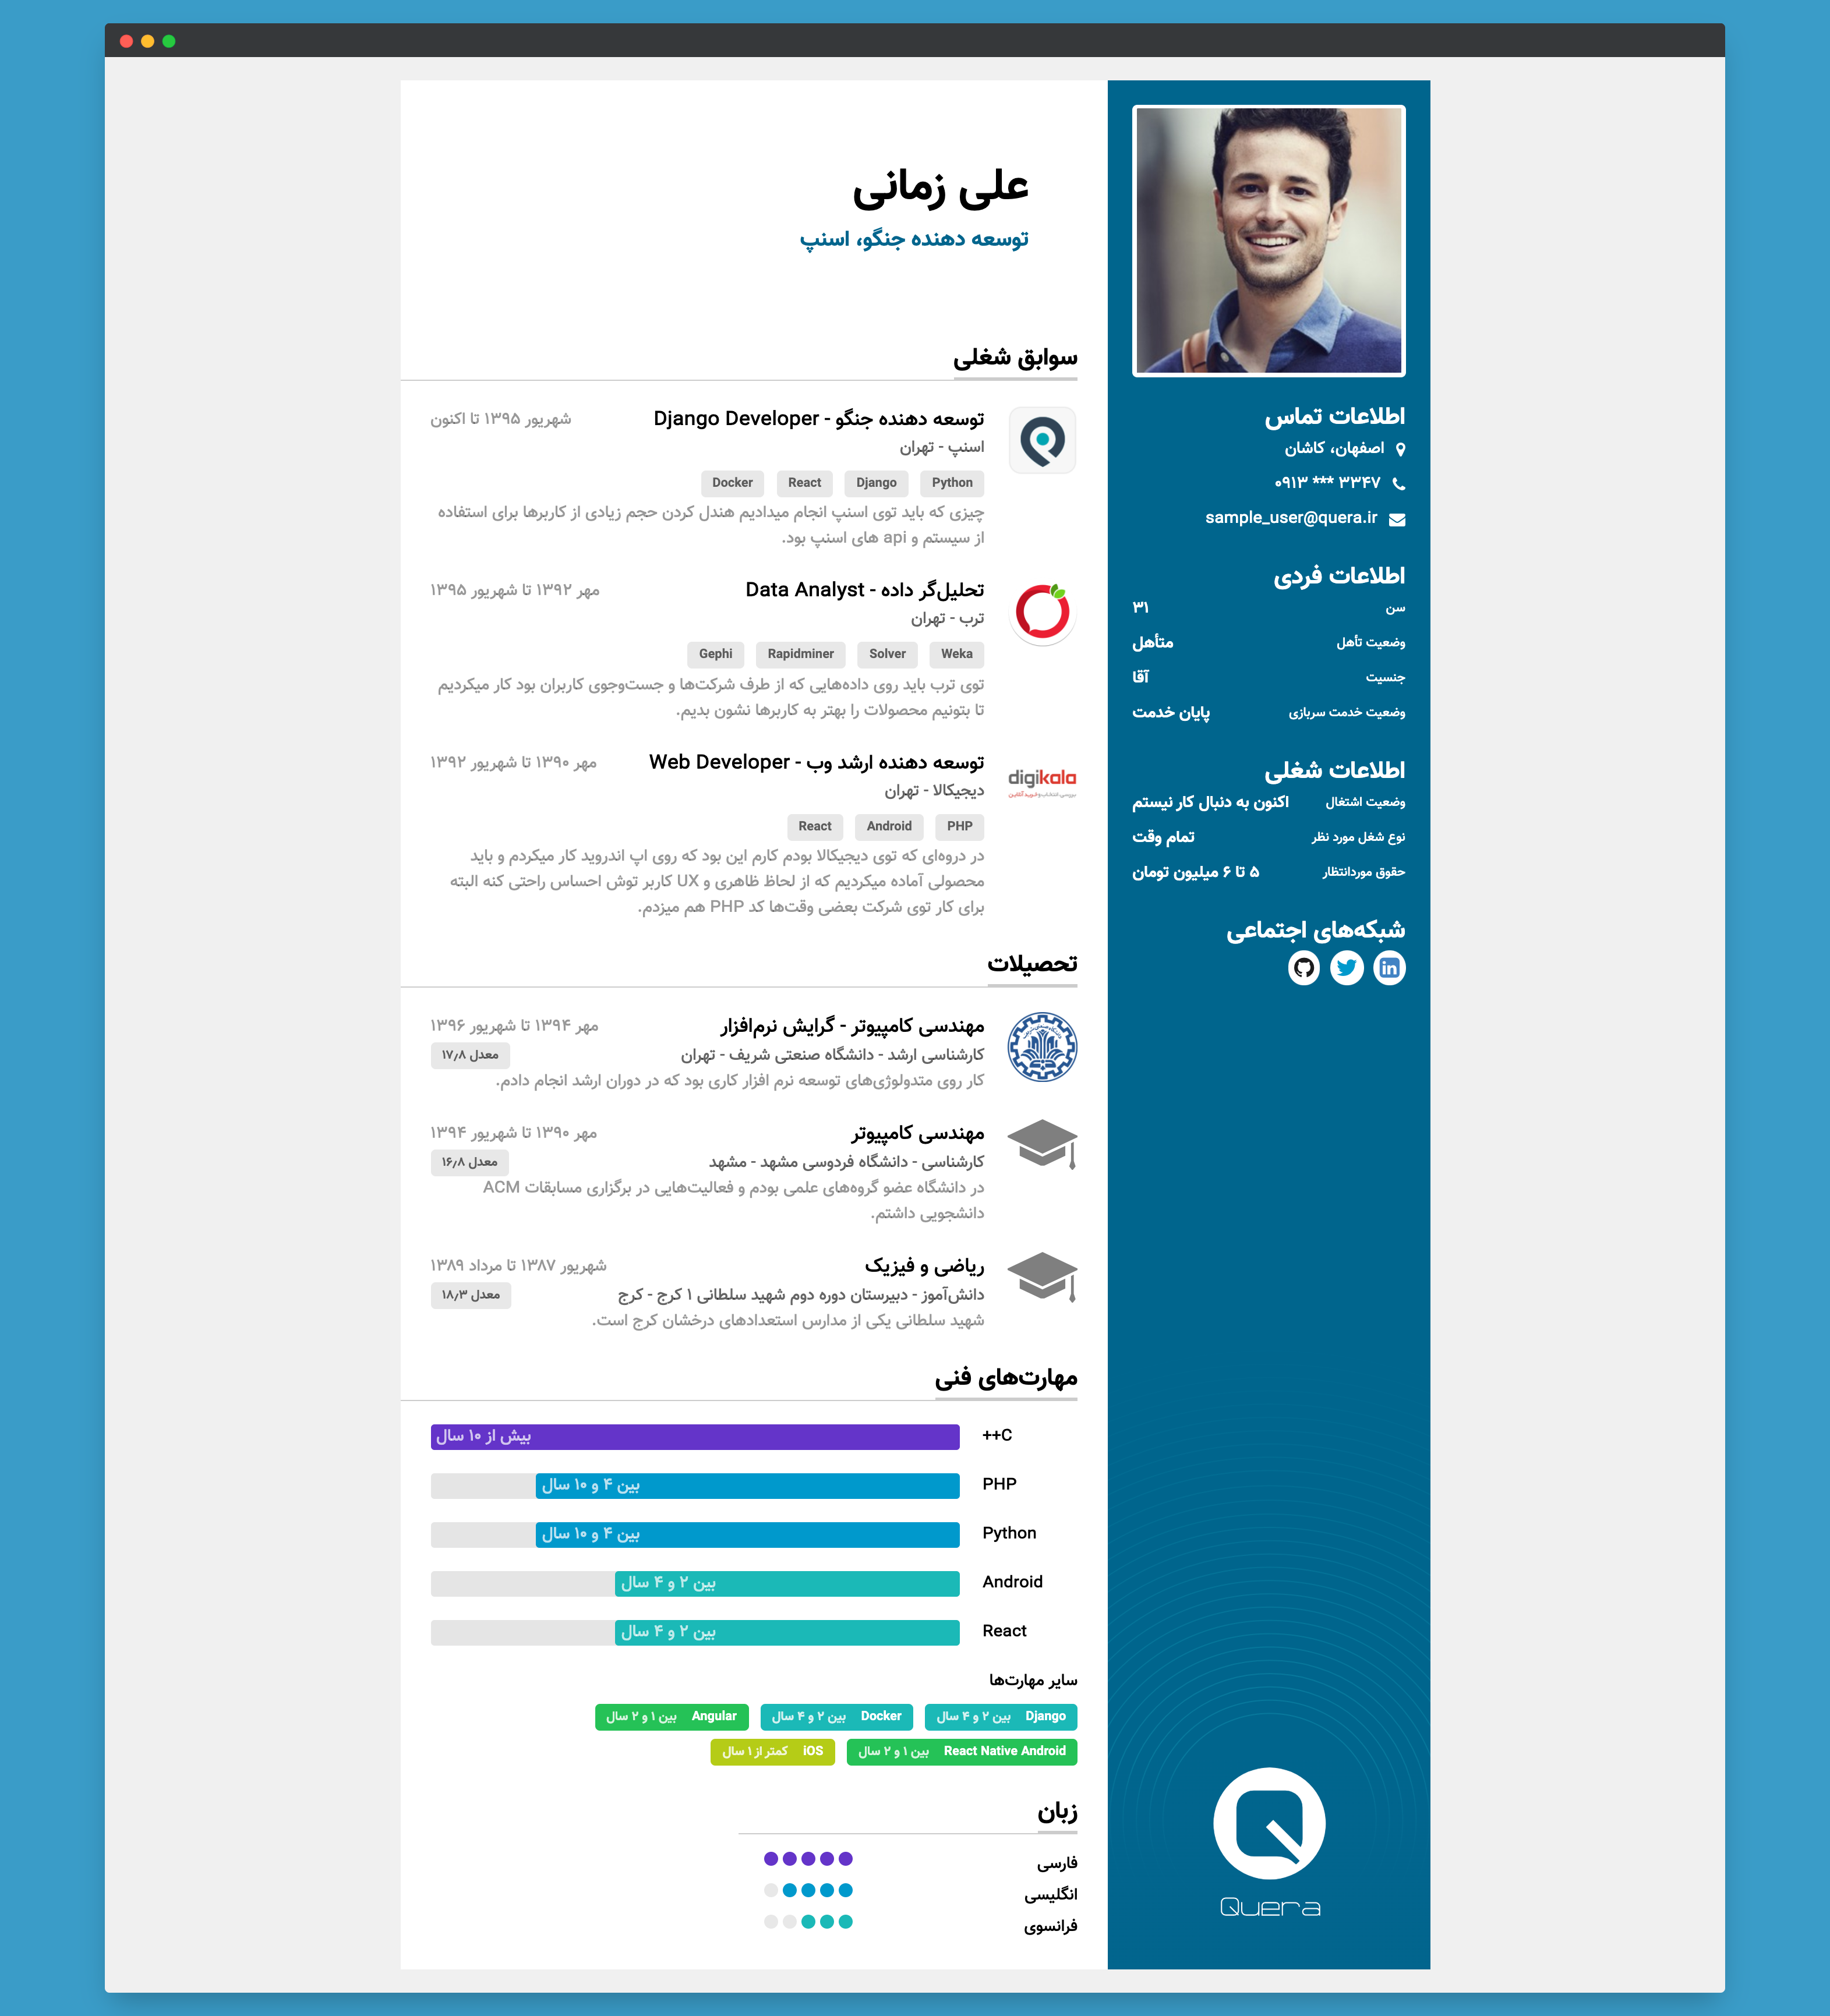 علی زمانی
توسعه دهنده جنگو، اسنپ
سوابق شغلی
توسعه دهنده جنگو - Django Developer
شهریور ۱۳۹۵ تا اکنون
اسنپ - تهران
Python Django React Docker
چیزی که باید توی اسنپ انجام میدادیم هندل کردن حجم زیادی از کاربرها برای استفاده
از سیستم و api های اسنپ بود.
تحلیل‌گر داده - Data Analyst
مهر ۱۳۹۲ تا شهریور ۱۳۹۵
ترب - تهران
Weka Solver Rapidminer Gephi
توی ترب باید روی داده‌هایی که از طرف شرکت‌ها و جست‌وجوی کاربران بود کار میکردیم
تا بتونیم محصولات را بهتر به کاربرها نشون بدیم.
digikala
توسعه دهنده ارشد وب - Web Developer
مهر ۱۳۹۰ تا شهریور ۱۳۹۲
دیجیکالا - تهران
PHP Android React
در دروه‌ای که توی دیجیکالا بودم کارم این بود که روی اپ اندروید کار میکردم و باید
محصولی آماده میکردیم که از لحاظ ظاهری و UX کاربر توش احساس راحتی کنه البته
برای کار توی شرکت بعضی وقت‌ها کد PHP هم میزدم.
تحصیلات
مهندسی کامپیوتر - گرایش نرم‌افزار
مهر ۱۳۹۴ تا شهریور ۱۳۹۶
کارشناسی ارشد - دانشگاه صنعتی شریف - تهران
معدل ۱۷٫۸
کار روی متدولوژی‌های توسعه نرم افزار کاری بود که در دوران ارشد انجام دادم.
مهندسی کامپیوتر
مهر ۱۳۹۰ تا شهریور ۱۳۹۴
کارشناسی - دانشگاه فردوسی مشهد - مشهد
معدل ۱۶٫۸
در دانشگاه عضو گروه‌های علمی بودم و فعالیت‌هایی در برگزاری مسابقات ACM
دانشجویی داشتم.
ریاضی و فیزیک
شهریور ۱۳۸۷ تا مرداد ۱۳۸۹
دانش‌آموز - دبیرستان دوره دوم شهید سلطانی ۱ کرج - کرج
معدل ۱۸٫۳
شهید سلطانی یکی از مدارس استعدادهای درخشان کرج است.
مهارت‌های فنی
++C بیش از ۱۰ سال
PHP بین ۴ و ۱۰ سال
Python بین ۴ و ۱۰ سال
Android بین ۲ و ۴ سال
React بین ۲ و ۴ سال
سایر مهارت‌ها
Django بین ۲ و ۴ سال Docker بین ۲ و ۴ سال Angular بین ۱ و ۲ سال
React Native Android بین ۱ و ۲ سال iOS کمتر از ۱ سال
زبان
فارسی
انگلیسی
فرانسوی
اطلاعات تماس
اصفهان، کاشان
۰۹۱۳ *** ۳۳۴۷
sample_user@quera.ir
اطلاعات فردی
سن ۳۱
وضعیت تأهل متأهل
جنسیت آقا
وضعیت خدمت سربازی پایان خدمت
اطلاعات شغلی
وضعیت اشتغال اکنون به دنبال کار نیستم
نوع شغل مورد نظر تمام وقت
حقوق موردانتظار ۵ تا ۶ میلیون تومان
شبکه‌های اجتماعی
in
Quera